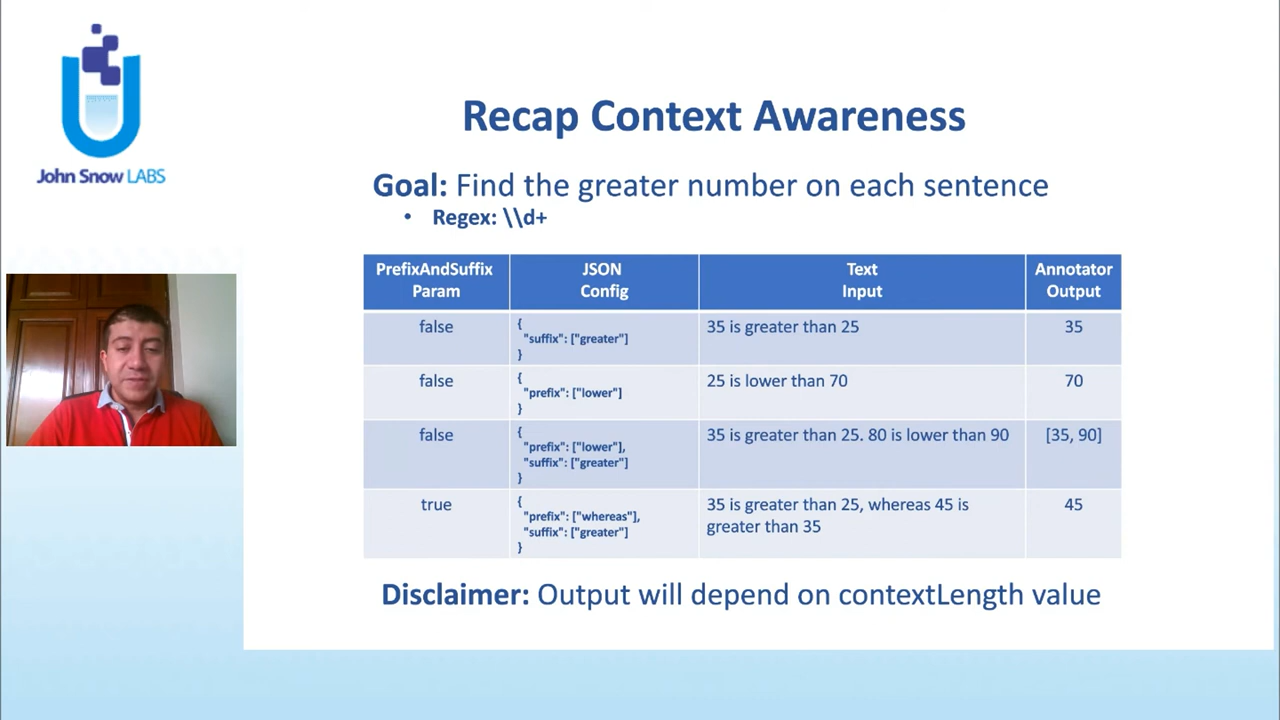 John Snow LABS
Recap Context Awareness
Goal: Find the greater number on each sentence
• Regex: \\d+
PrefixAndSuffix
Param
JSON
Config
Text
Input
Annotator
Output
false
{
"suffix": ["greater"]
}
35 is greater than 25
35
false
{
"prefix": ["lower"]
}
25 is lower than 70
70
false
{
"prefix": ["lower"],
"suffix": ["greater"]
}
35 is greater than 25. 80 is lower than 90
[35, 90]
true
{
"prefix": ["whereas"],
"suffix": ["greater"]
}
35 is greater than 25, whereas 45 is
greater than 35
45
Disclaimer: Output will depend on contextLength value